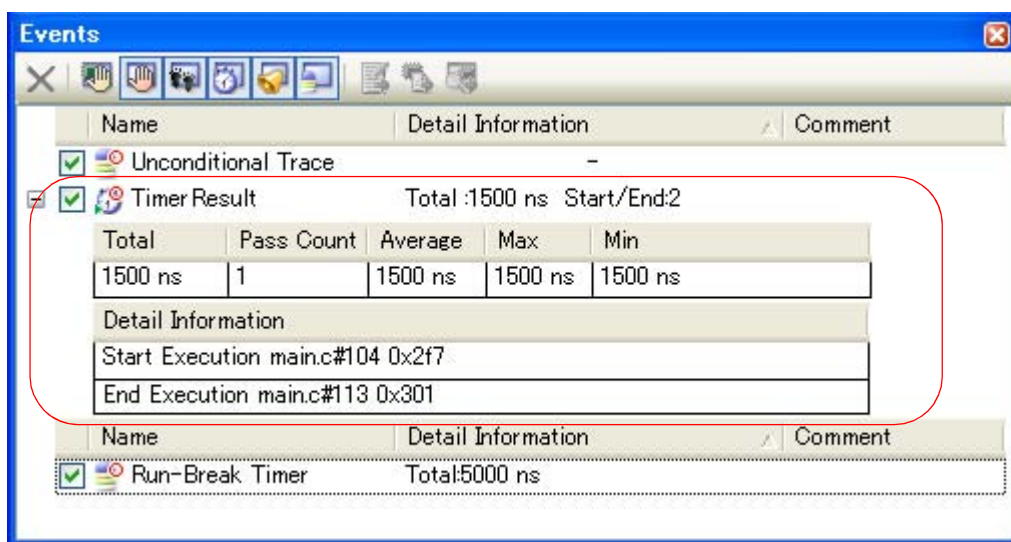 Events
Name Detail Information Comment
Unconditional Trace -
Timer Result Total :1500 ns Start/End:2
Total Pass Count Average Max Min
1500 ns 1 1500 ns 1500 ns 1500 ns
Detail Information
Start Execution main.c#104 0x2f7
End Execution main.c#113 0x301
Name Detail Information Comment
Run-Break Timer Total:5000 ns